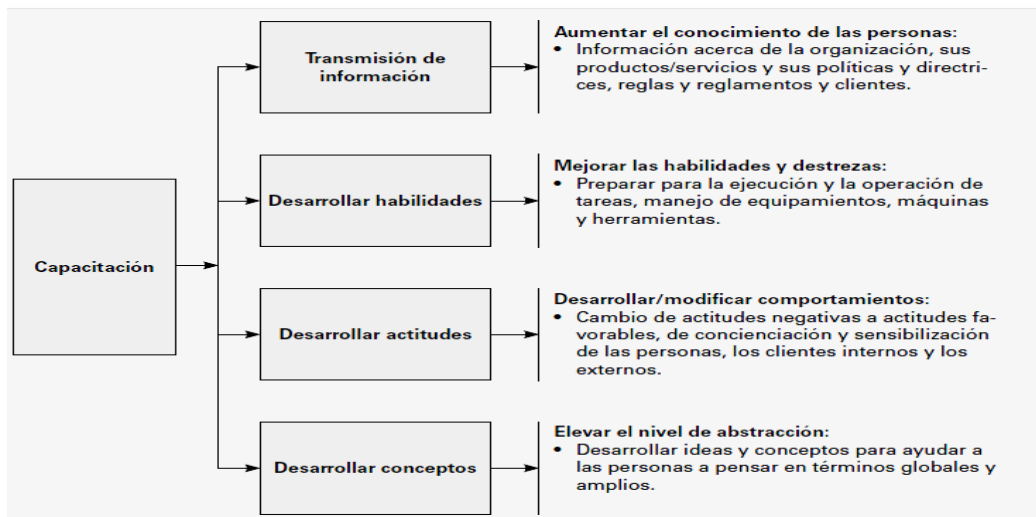 Capacitación
Transmisión de
información
Aumentar el conocimiento de las personas:
• Información acerca de la organización, sus
productos/servicios y sus políticas y directri-
ces, reglas y reglamentos y clientes.
Desarrollar habilidades
Mejorar las habilidades y destrezas:
• Preparar para la ejecución y la operación de
tareas, manejo de equipamientos, máquinas
y herramientas.
Desarrollar actitudes
Desarrollar/modificar comportamientos:
• Cambio de actitudes negativas a actitudes fa-
vorables, de concienciación y sensibilización
de las personas, los clientes internos y los
externos.
Desarrollar conceptos
Elevar el nivel de abstracción:
• Desarrollar ideas y conceptos para ayudar a
las personas a pensar en términos globales y
amplios.